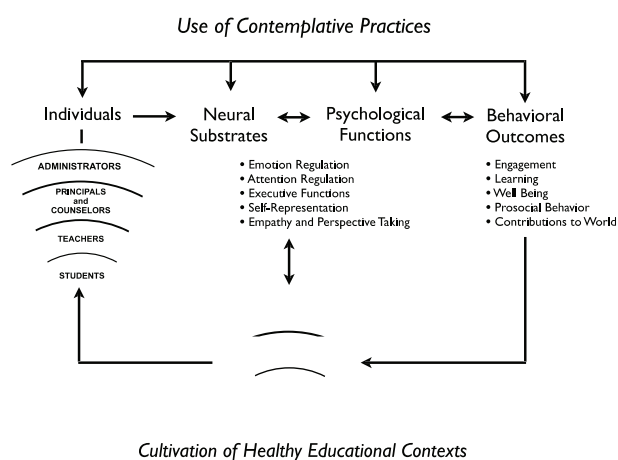 Use of Contemplative Practices
Individuals
Neural
Substrates
Psychological
Functions
Behavioral
Outcomes
ADMINISTRATORS
PRINCIPALS
and
COUNSELORS
TEACHERS
STUDENTS
• Emotion Regulation
• Attention Regulation
• Executive Functions
• Self-Representation
• Empathy and Perspective Taking
• Engagement
• Learning
• Well Being
• Prosocial Behavior
• Contributions to World
Cultivation of Healthy Educational Contexts